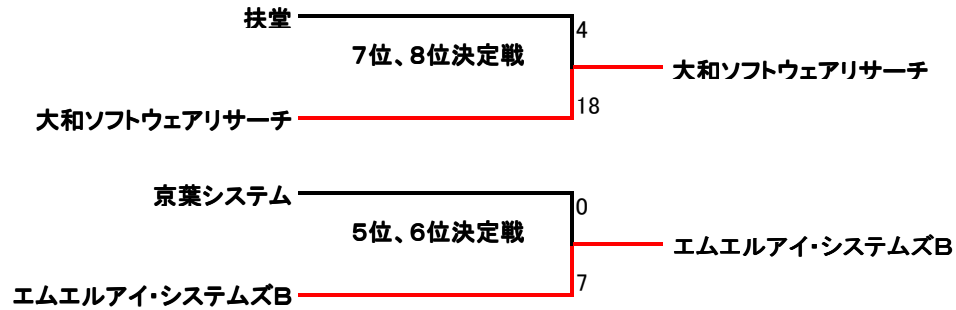 扶堂
4
7位、8位決定戦
大和ソフトウェアリサーチ
18
大和ソフトウェアリサーチ
京葉システム
0
5位、6位決定戦
エムエルアイ・システムズB
7
エムエルアイ・システムズB